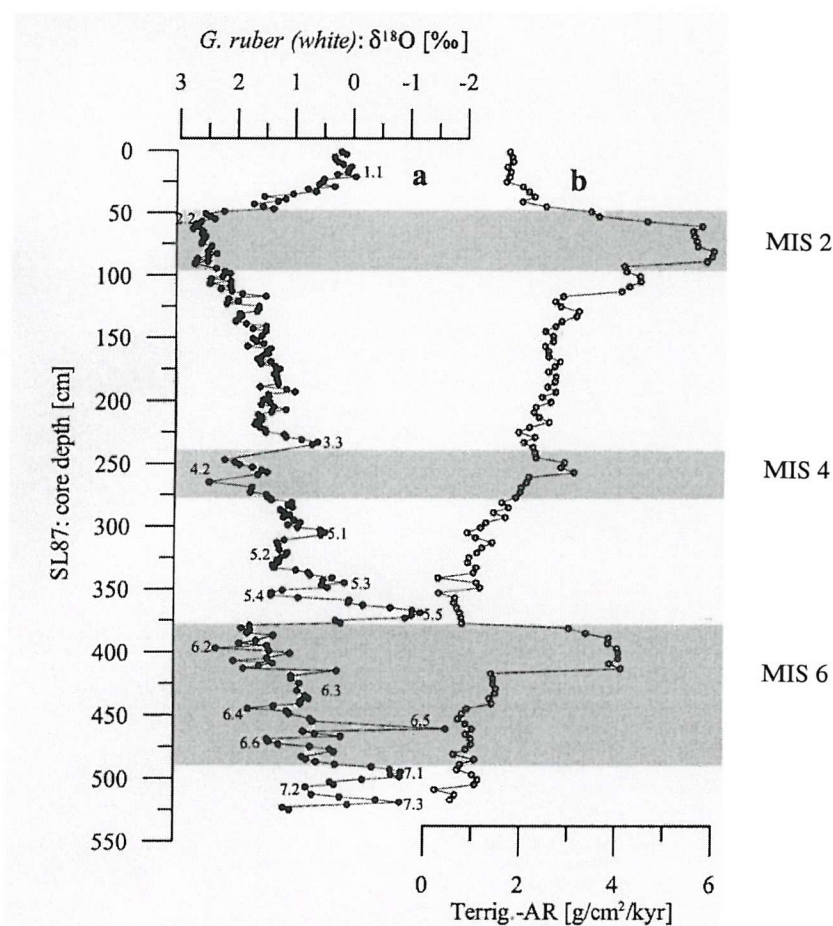 G. ruber (white): δ¹⁸O [‰]
3 2 1 0 -1 -2
SL87: core depth [cm]
0
50
100
150
200
250
300
350
400
450
500
550
a
b
1.1
2.2
3.3
4.2
5.1
5.2
5.3
5.4
5.5
6.2
6.3
6.4
6.5
6.6
7.1
7.2
7.3
MIS 2
MIS 4
MIS 6
0 2 4 6
Terrig.-AR [g/cm²/kyr]